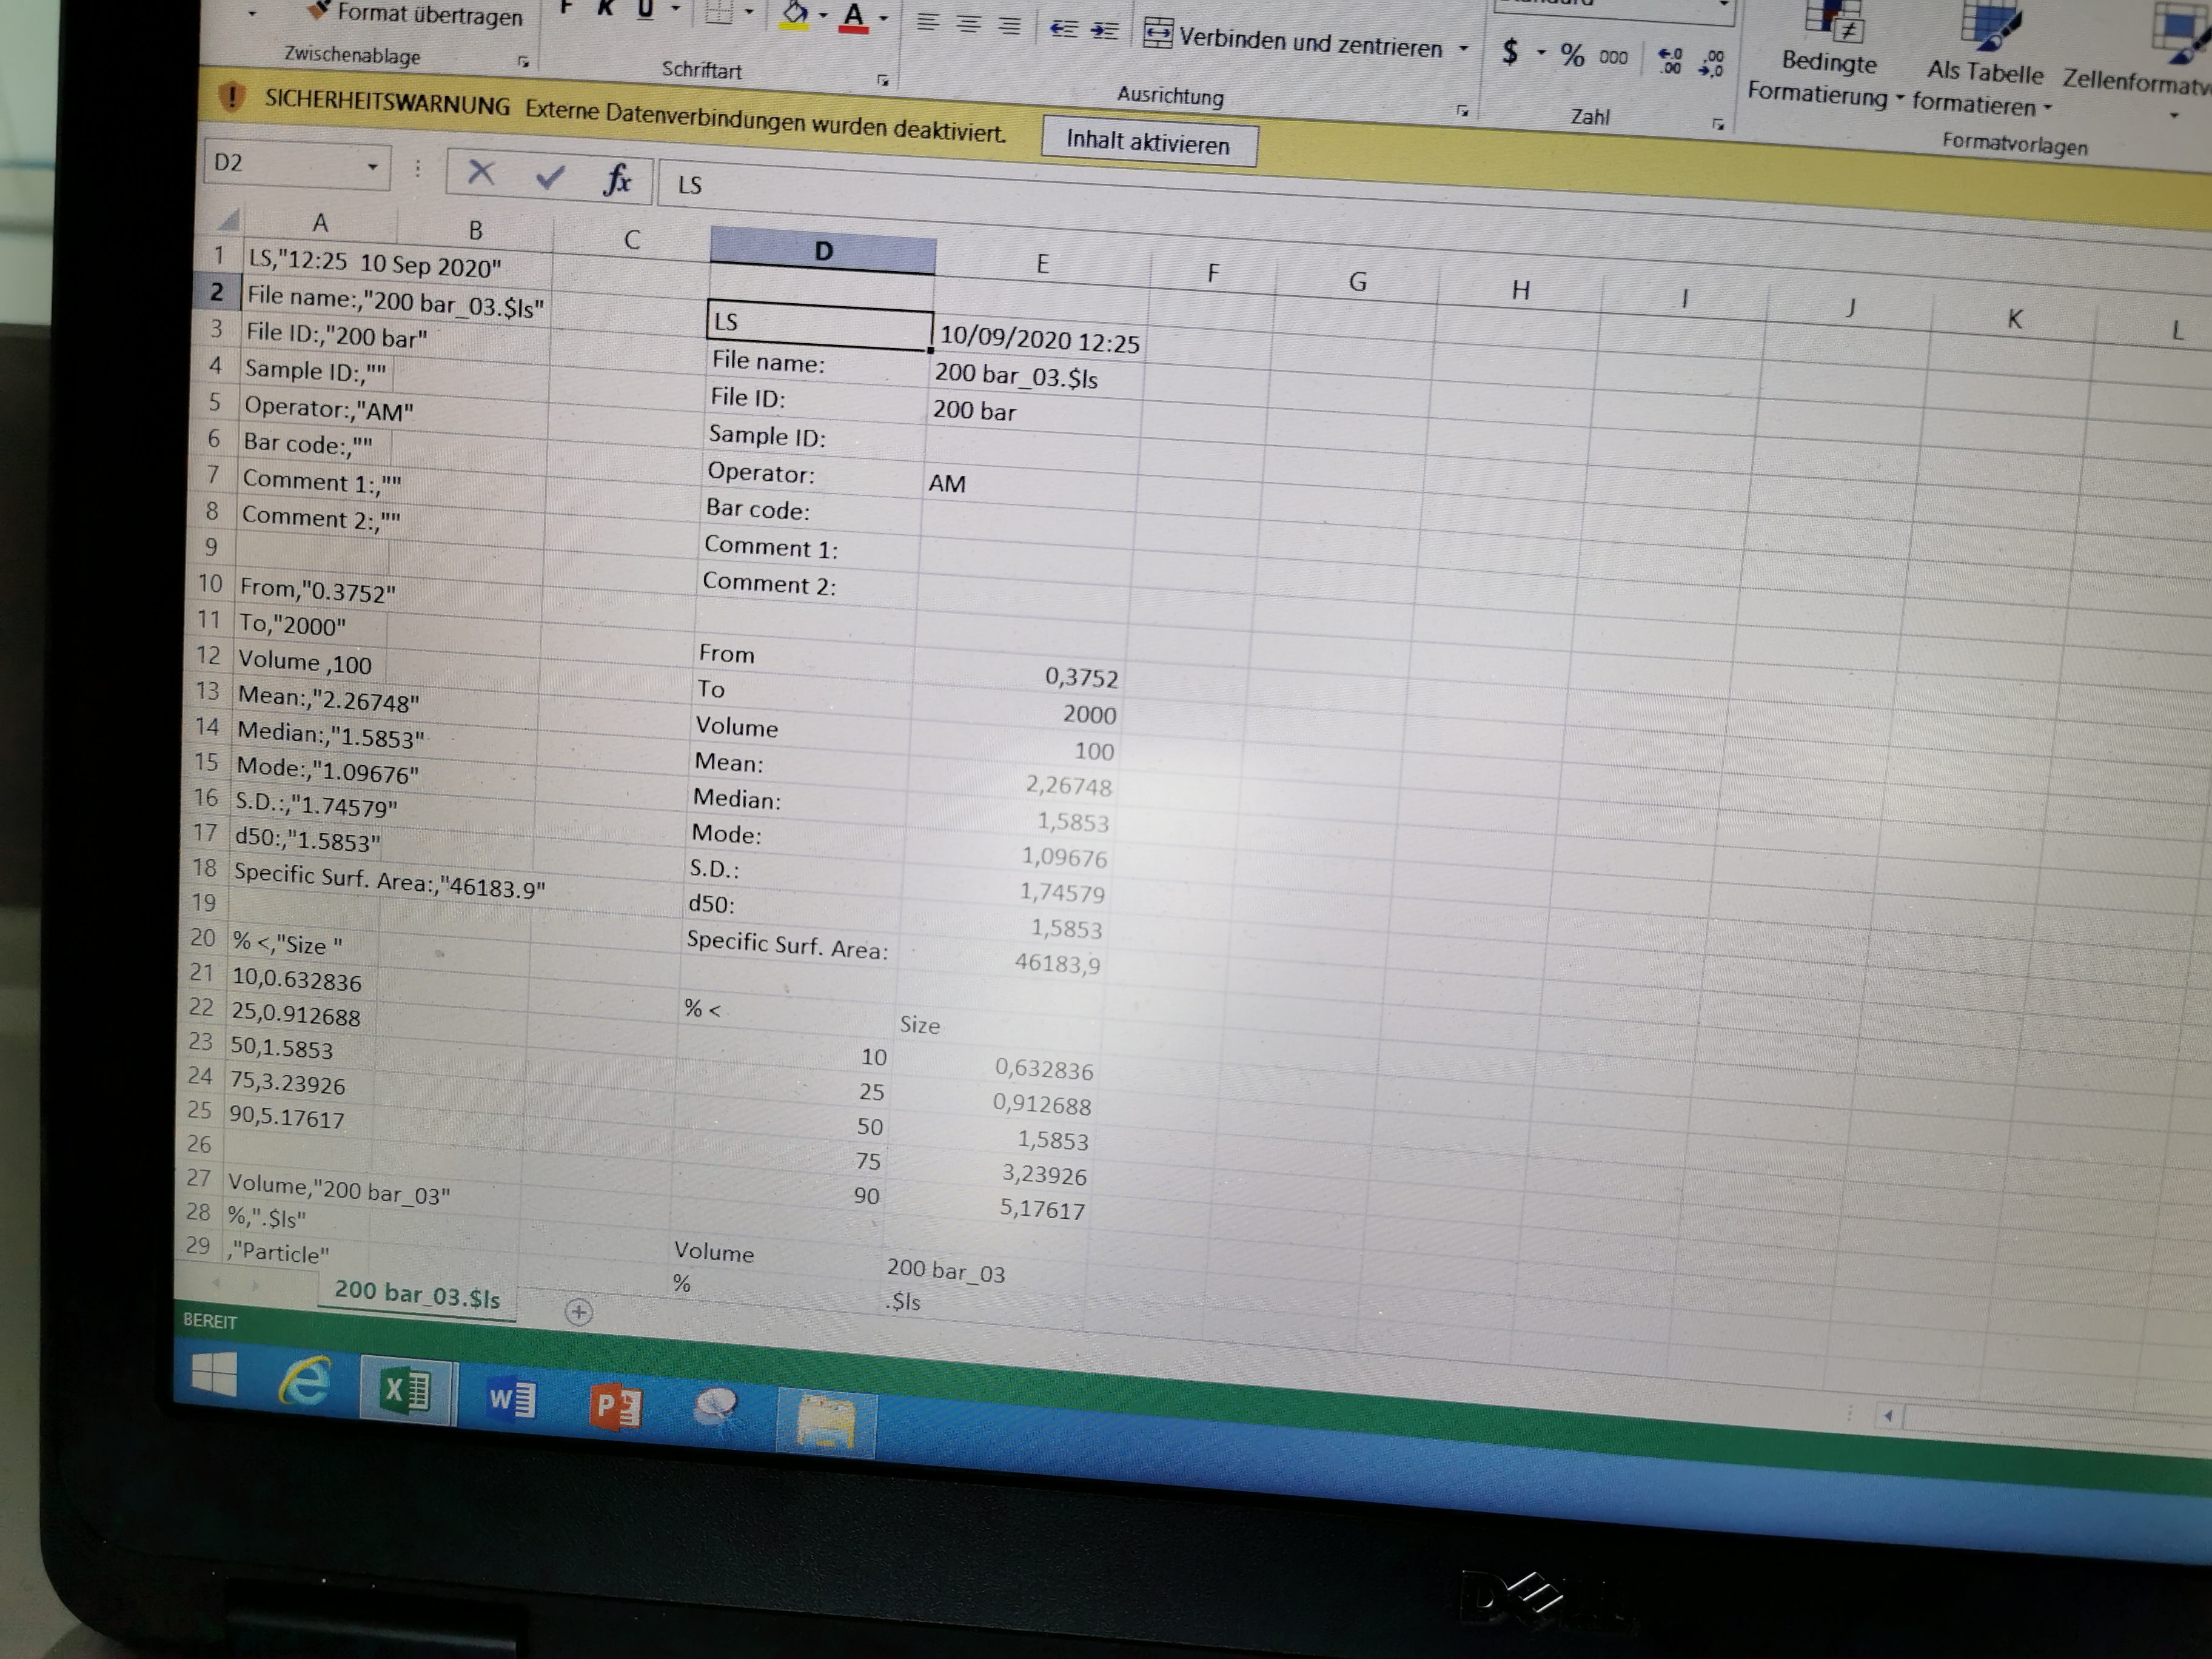 Format übertragen
F K U A
Verbinden und zentrieren
$ % 000
Bedingte Formatierung
Als Tabelle formatieren
Zwischenablage
Schriftart
Ausrichtung
Zahl
Formatvorlagen
SICHERHEITSWARNUNG Externe Datenverbindungen wurden deaktiviert. Inhalt aktivieren
D2 fx LS
A B C D E F G H I J K L
1 LS,"12:25 10 Sep 2020"
2 File name:,"200 bar_03.$ls" LS 10/09/2020 12:25
3 File ID:,"200 bar" File name: 200 bar_03.$ls
4 Sample ID:,"" File ID: 200 bar
5 Operator:,"AM" Sample ID:
6 Bar code:,"" Operator: AM
7 Comment 1:,"" Bar code:
8 Comment 2:,"" Comment 1:
9 Comment 2:
10 From,"0.3752"
11 To,"2000" From 0,3752
12 Volume ,100 To 2000
13 Mean:,"2.26748" Volume 100
14 Median:,"1.5853" Mean: 2,26748
15 Mode:,"1.09676" Median: 1,5853
16 S.D.:,"1.74579" Mode: 1,09676
17 d50:,"1.5853" S.D.: 1,74579
18 Specific Surf. Area:,"46183.9" d50: 1,5853
19 Specific Surf. Area: 46183,9
20 % <,"Size "
21 10,0.632836 % < Size
22 25,0.912688 10 0,632836
23 50,1.5853 25 0,912688
24 75,3.23926 50 1,5853
25 90,5.17617 75 3,23926
26 90 5,17617
27 Volume,"200 bar_03"
28 %,".$ls" Volume 200 bar_03
29 ,"Particle" % .$ls
200 bar_03.$ls
BEREIT
DELL